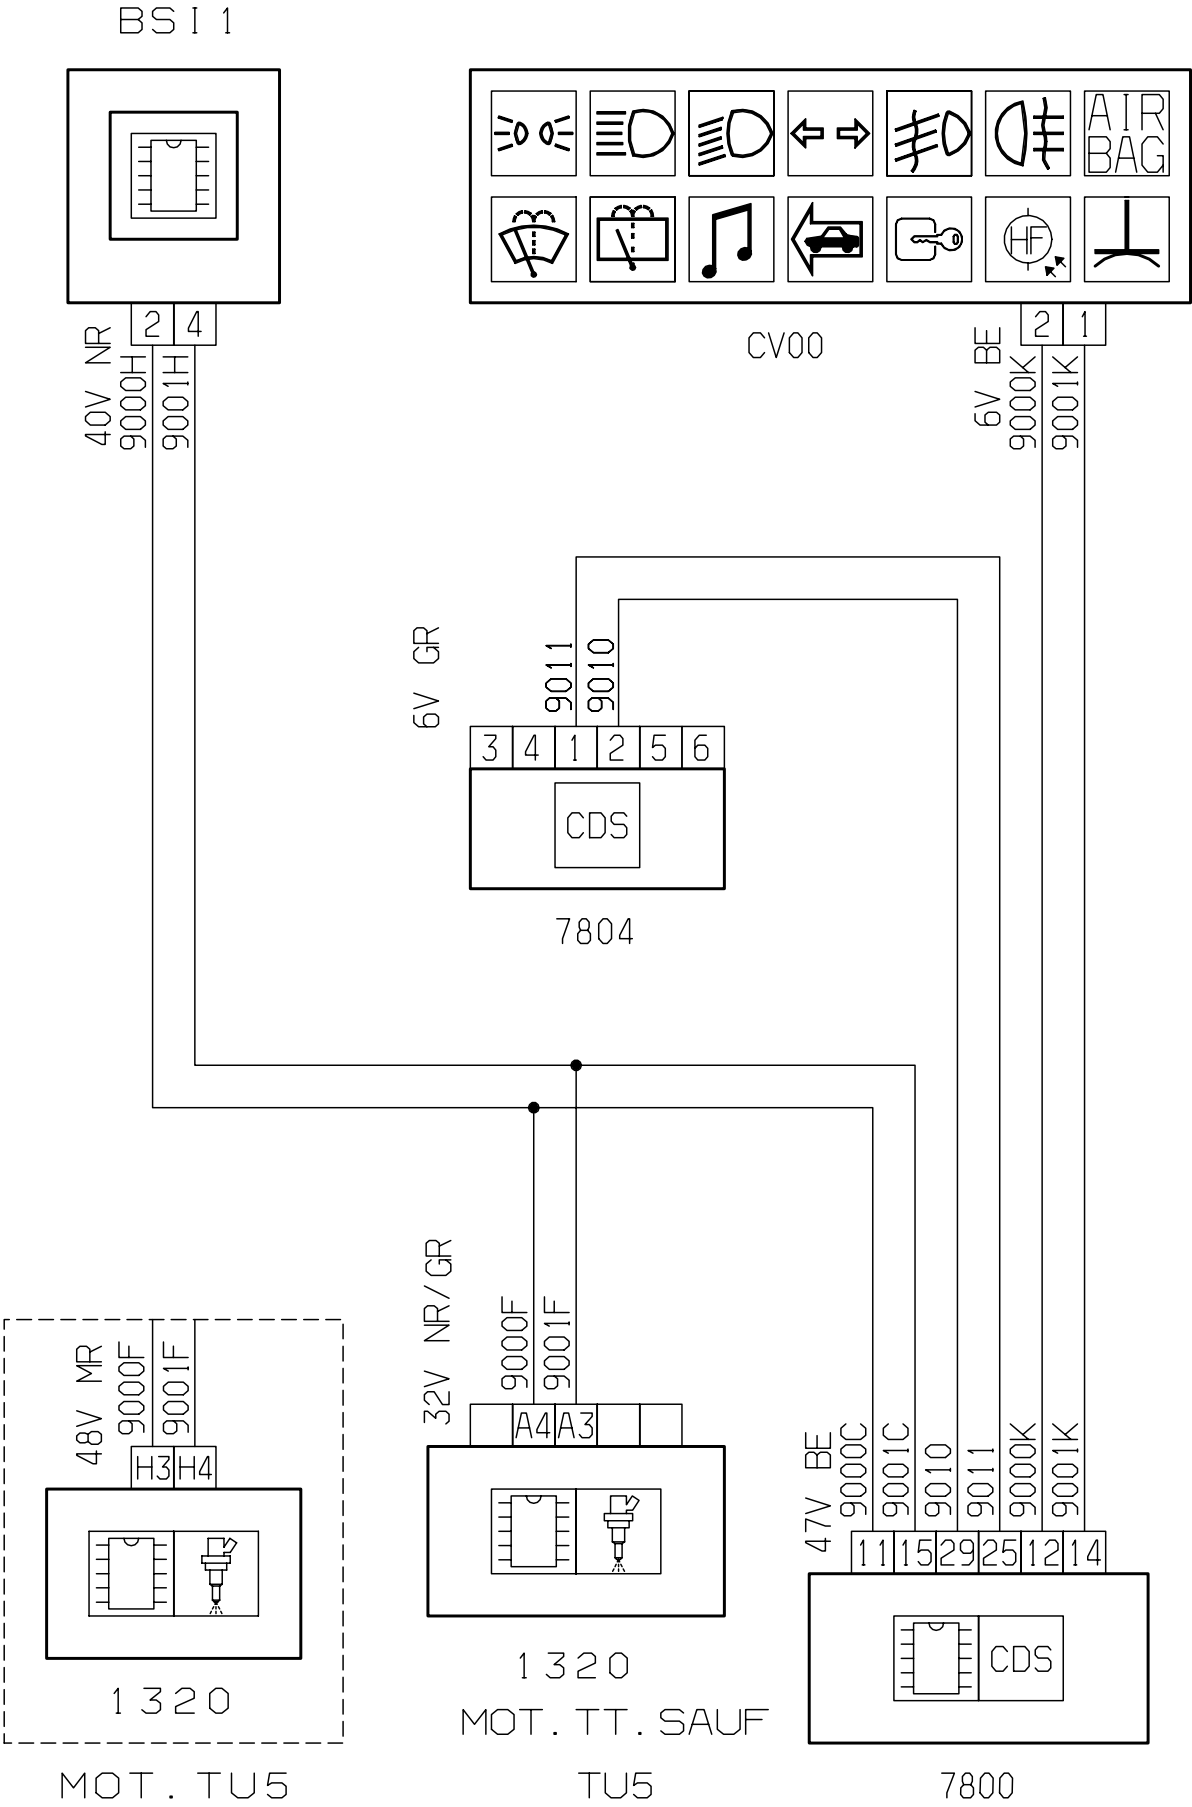 BSI1
AIR
BAG
HF
2 4
40V NR
9000H
9001H
CV00
2 1
6V BE
9000K
9001K
6V GR
9011
9010
3 4 1 2 5 6
CDS
7804
32V NR/GR
9000F
9001F
A4 A3
1320
MOT. TT. SAUF
TU5
48V MR
9000F
9001F
H3 H4
1320
MOT. TU5
47V BE
9000C
9001C
9010
9011
9000K
9001K
11 15 29 25 12 14
CDS
7800